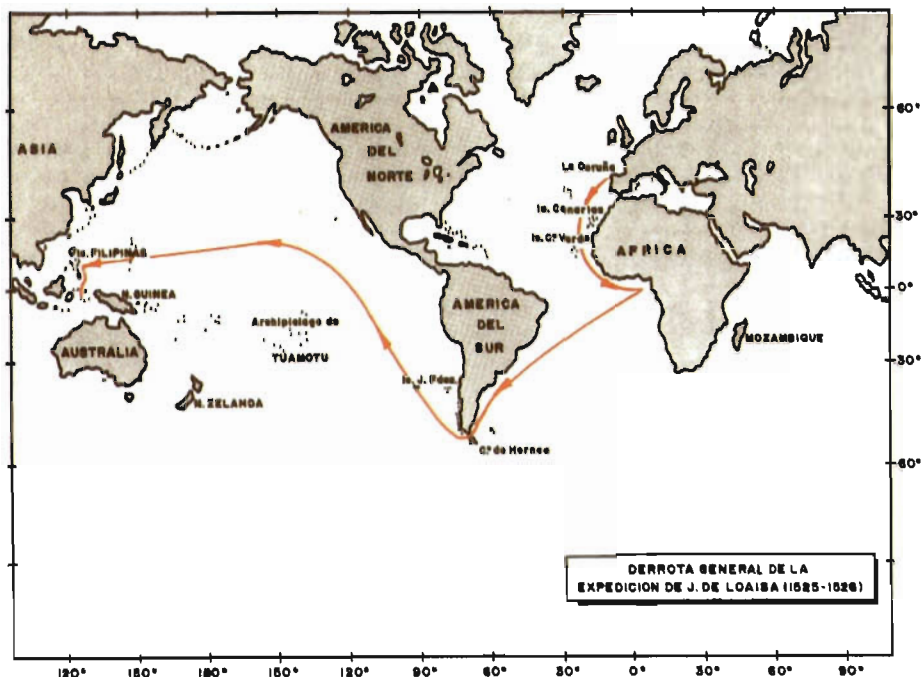 60°
ASIA
AMERICA
DEL
NORTE
La Coruña
Is. Canarias
30°
Is. Cº Verde
AFRICA
Is. FILIPINAS
N. GUINEA
0°
AMERICA
DEL
SUR
Archipielago de
TUAMOTU
MOZAMBIQUE
AUSTRALIA
30°
Is. J. Fdez.
N. ZELANDA
Cº de Hornos
60°
DERROTA GENERAL DE LA
EXPEDICION DE J. DE LOAISA (1525-1526)
120° 150° 180° 150° 140° 120° 90° 60° 30° 0° 30° 60° 90°